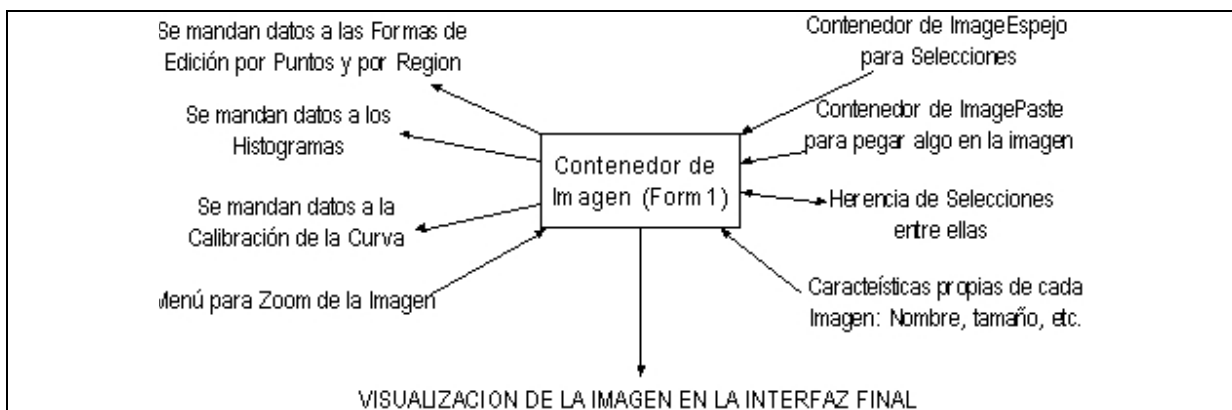 Se mandan datos a las Formas de
Edición por Puntos y por Region
Contenedor de ImageEspejo
para Selecciones
Se mandan datos a los
Histogramas
Contenedor de ImagePaste
para pegar algo en la imagen
Contenedor de
Imagen (Form1)
Se mandan datos a la
Calibración de la Curva
Herencia de Selecciones
entre ellas
Menú para Zoom de la Imagen
Caracteísticas propias de cada
Imagen: Nombre, tamaño, etc.
VISUALIZACION DE LA IMAGEN EN LA INTERFAZ FINAL